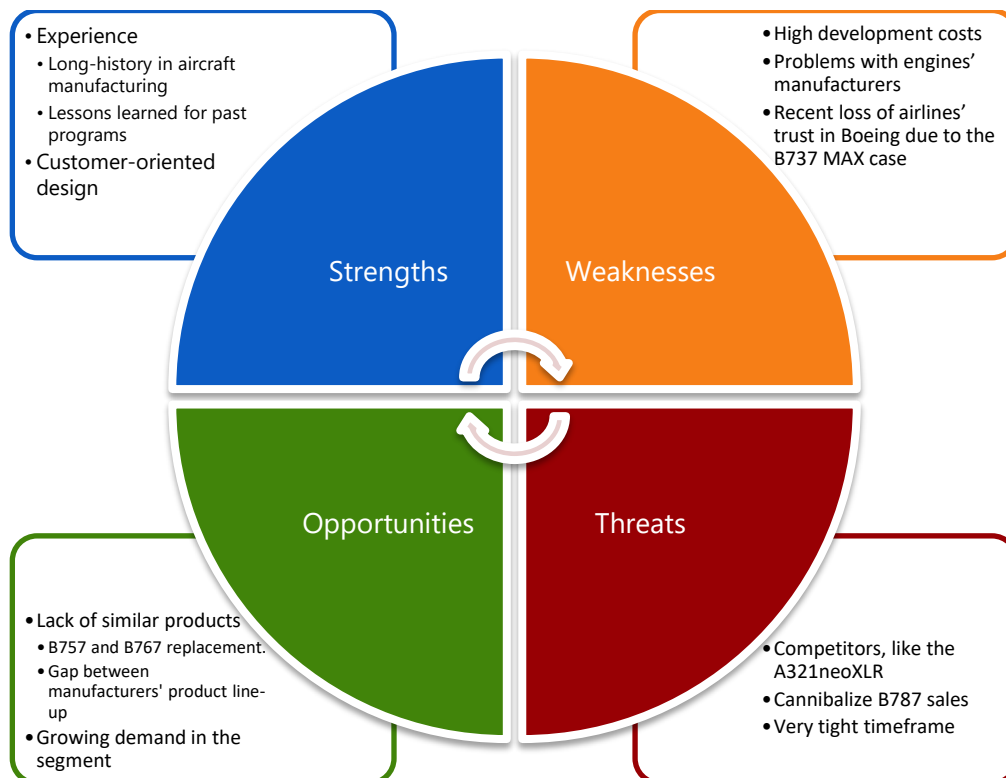 • Experience
• Long-history in aircraft
manufacturing
• Lessons learned for past
programs
• Customer-oriented
design
• High development costs
• Problems with engines’
manufacturers
• Recent loss of airlines’
trust in Boeing due to the
B737 MAX case
Strengths
Weaknesses
Opportunities
Threats
• Lack of similar products
• B757 and B767 replacement.
• Gap between
manufacturers' product line-
up
• Growing demand in the
segment
• Competitors, like the
A321neoXLR
• Cannibalize B787 sales
• Very tight timeframe